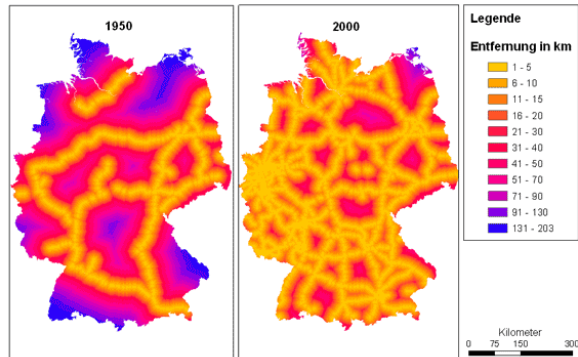 1950
2000
Legende
Entfernung in km
1 - 5
6 - 10
11 - 15
16 - 20
21 - 30
31 - 40
41 - 50
51 - 70
71 - 90
91 - 130
131 - 203
Kilometer
0 75 150 300